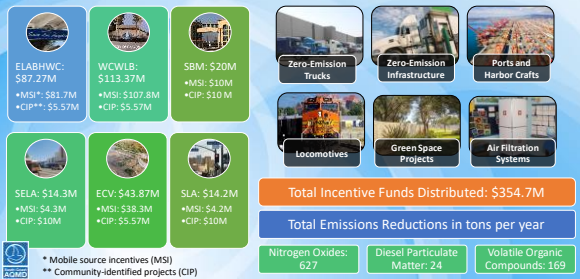 ELABHWC:
$87.27M
•MSI*: $81.7M
•CIP**: $5.57M
WCWLB:
$113.37M
•MSI: $107.8M
•CIP: $5.57M
SBM: $20M
•MSI: $10M
•CIP: $10 M
SELA: $14.3M
•MSI: $4.3M
•CIP: $10M
ECV: $43.87M
•MSI: $38.3M
•CIP: $5.57M
SLA: $14.2M
•MSI: $4.2M
•CIP: $10M
Zero-Emission
Trucks
Zero-Emission
Infrastructure
Ports and
Harbor Crafts
Locomotives
Green Space
Projects
Air Filtration
Systems
Total Incentive Funds Distributed: $354.7M
Total Emissions Reductions in tons per year
Nitrogen Oxides:
627
Diesel Particulate
Matter: 24
Volatile Organic
Compounds: 169
South Coast
AQMD
* Mobile source incentives (MSI)
** Community-identified projects (CIP)